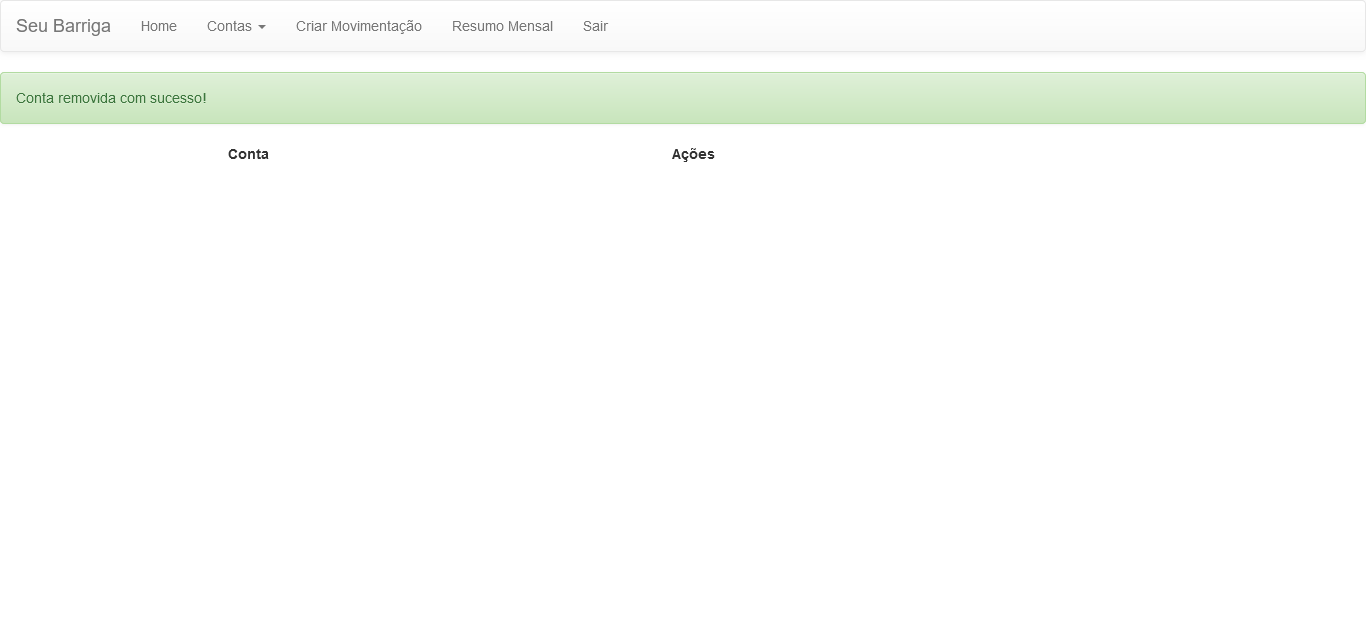 Seu Barriga Home Contas Criar Movimentação Resumo Mensal Sair
Conta removida com sucesso!
Conta Ações